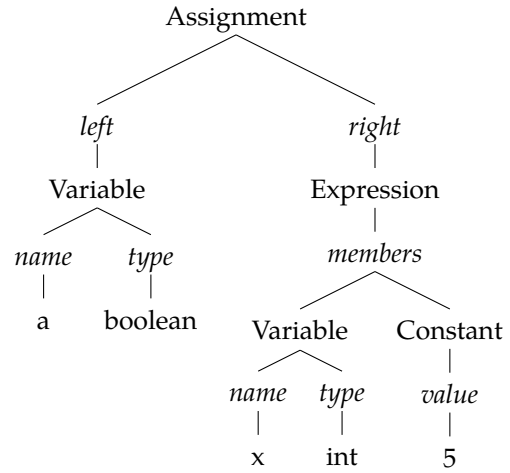 Assignment
left right
Variable Expression
name type members
a boolean
Variable Constant
name type value
x int 5